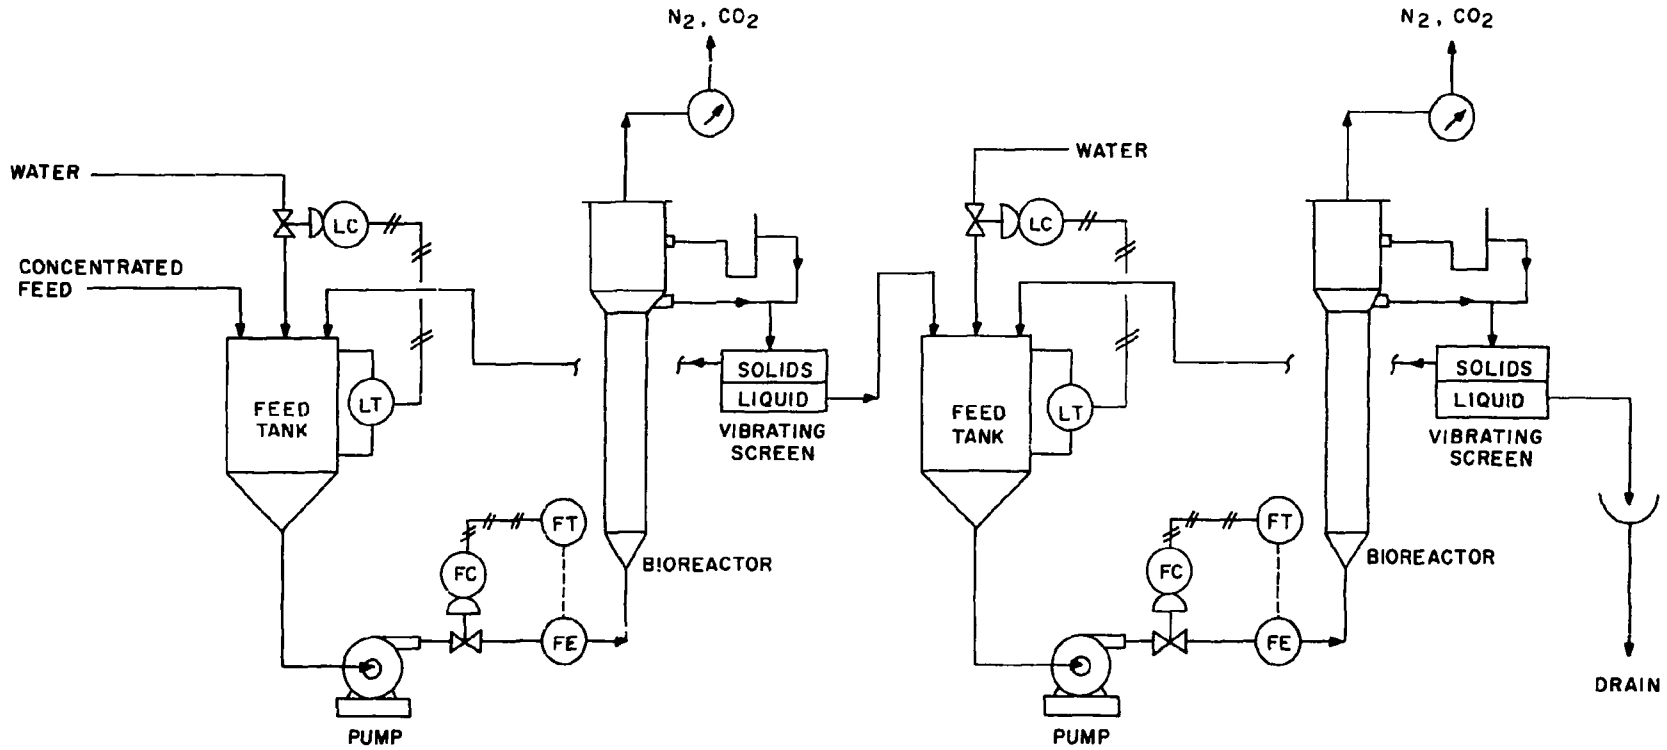 N2, CO2
N2, CO2
WATER
WATER
LC
LC
CONCENTRATED
FEED
FEED
TANK
LT
SOLIDS
LIQUID
VIBRATING
SCREEN
FEED
TANK
LT
SOLIDS
LIQUID
VIBRATING
SCREEN
FT
FC
BIOREACTOR
FE
PUMP
FT
FC
BIOREACTOR
FE
PUMP
DRAIN